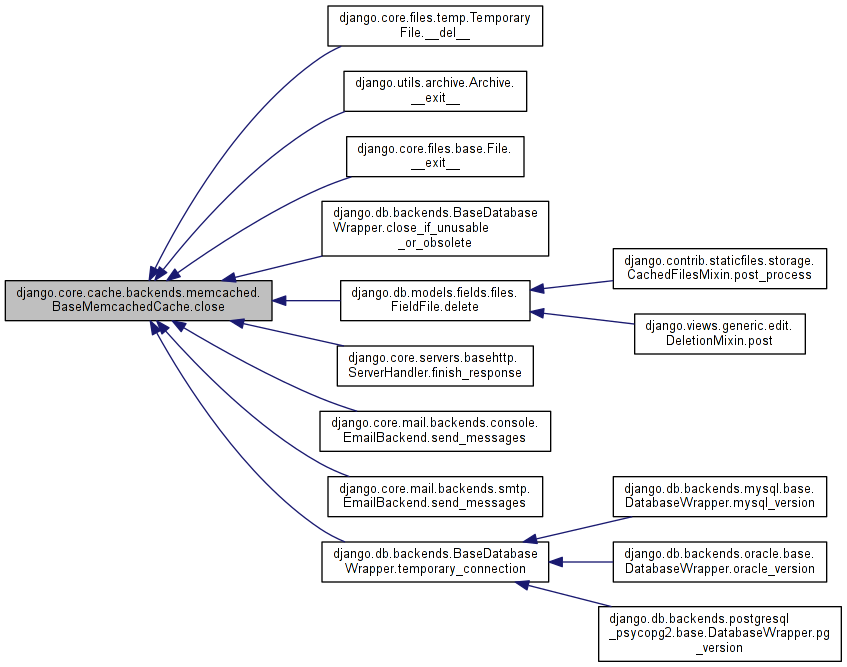 django.core.files.temp.Temporary
File.__del__
django.utils.archive.Archive.
__exit__
django.core.files.base.File.
__exit__
django.db.backends.BaseDatabase
Wrapper.close_if_unusable
_or_obsolete
django.core.cache.backends.memcached.
BaseMemcachedCache.close
django.db.models.fields.files.
FieldFile.delete
django.contrib.staticfiles.storage.
CachedFilesMixin.post_process
django.views.generic.edit.
DeletionMixin.post
django.core.servers.basehttp.
ServerHandler.finish_response
django.core.mail.backends.console.
EmailBackend.send_messages
django.core.mail.backends.smtp.
EmailBackend.send_messages
django.db.backends.BaseDatabase
Wrapper.temporary_connection
django.db.backends.mysql.base.
DatabaseWrapper.mysql_version
django.db.backends.oracle.base.
DatabaseWrapper.oracle_version
django.db.backends.postgresql
_psycopg2.base.DatabaseWrapper.pg
_version